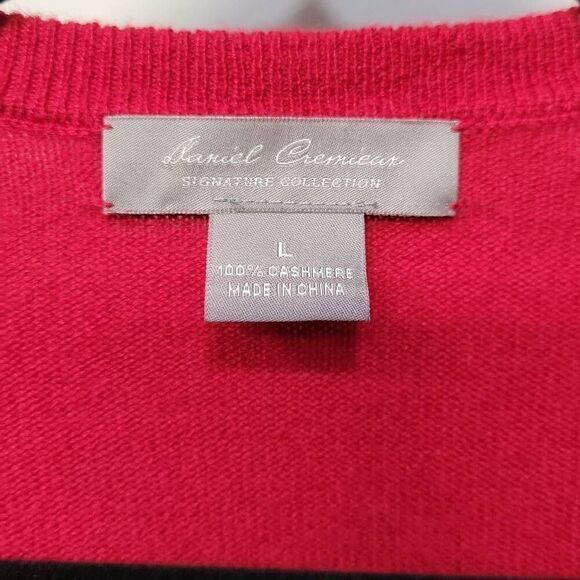 Daniel Cremieux
SIGNATURE COLLECTION
L
100% CASHMERE
MADE IN CHINA